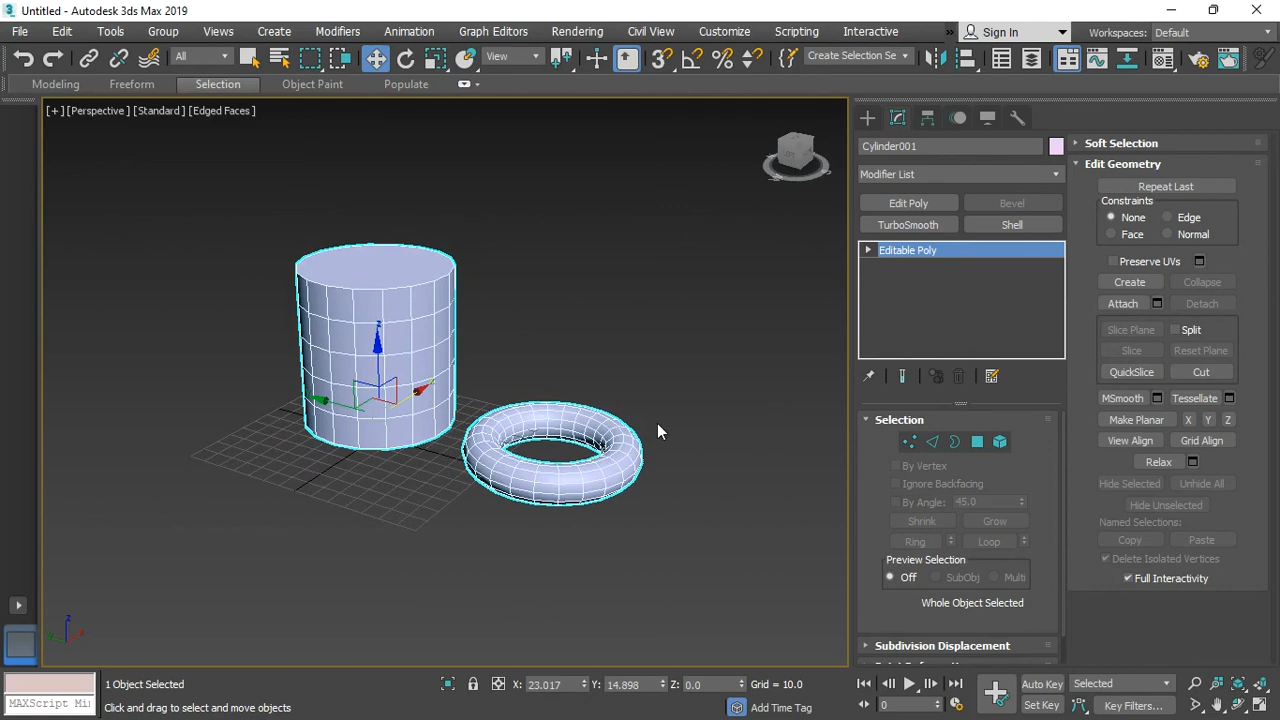 Untitled - Autodesk 3ds Max 2019
File Edit Tools Group Views Create Modifiers Animation Graph Editors Rendering Civil View Customize Scripting Interactive Sign In Workspaces: Default
All View Create Selection Se
Modeling Freeform Selection Object Paint Populate
[+] [Perspective ] [Standard ] [Edged Faces ]
Cylinder001
Modifier List
Edit Poly Bevel
TurboSmooth Shell
Editable Poly
Selection
By Vertex
Ignore Backfacing
By Angle: 45.0
Shrink Grow
Ring Loop
Preview Selection
Off SubObj Multi
Whole Object Selected
Subdivision Displacement
Soft Selection
Edit Geometry
Repeat Last
Constraints
None Edge
Face Normal
Preserve UVs
Create Collapse
Attach Detach
Slice Plane Split
Slice Reset Plane
QuickSlice Cut
MSmooth Tessellate
Make Planar X Y Z
View Align Grid Align
Relax
Hide Selected Unhide All
Hide Unselected
Named Selections:
Copy Paste
Delete Isolated Vertices
Full Interactivity
z
1 Object Selected X: 23.017 Y: 14.898 Z: 0.0 Grid = 10.0 Auto Key Selected
MAXScript Mi Click and drag to select and move objects Add Time Tag 0 Set Key Key Filters...